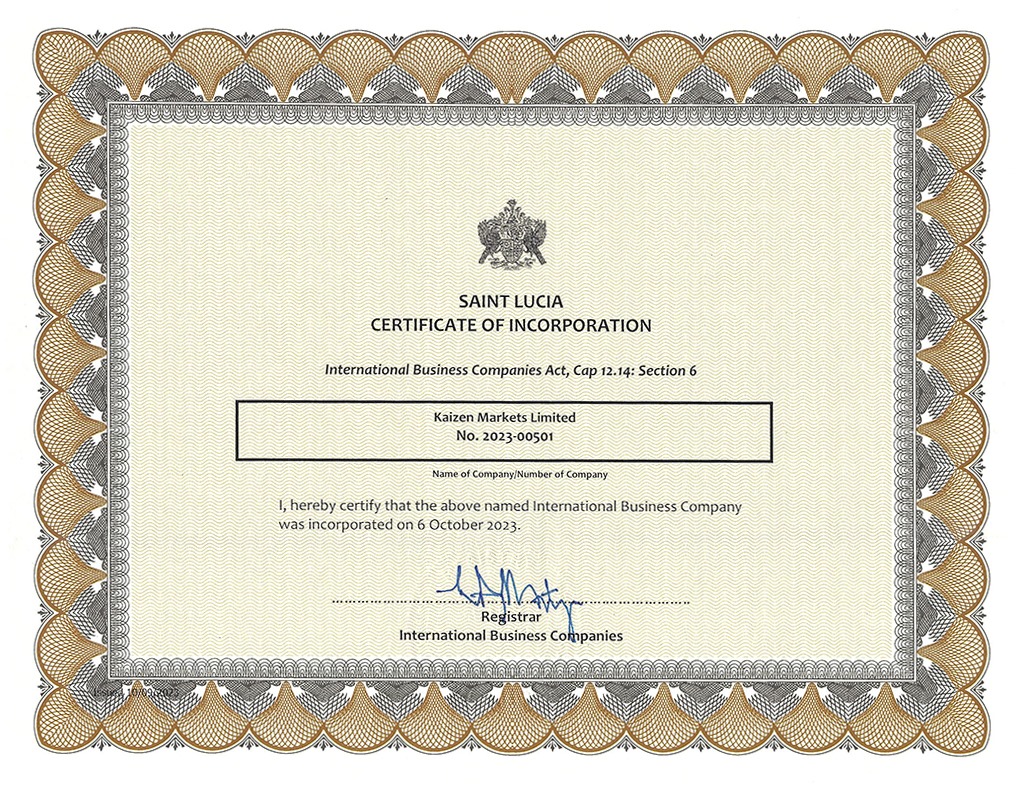 SAINT LUCIA
CERTIFICATE OF INCORPORATION
International Business Companies Act, Cap 12.14: Section 6
Kaizen Markets Limited
No. 2023-00501
Name of Company/Number of Company
I, hereby certify that the above named International Business Company
was incorporated on 6 October 2023.
Registrar
International Business Companies
Issued 10/09/2023